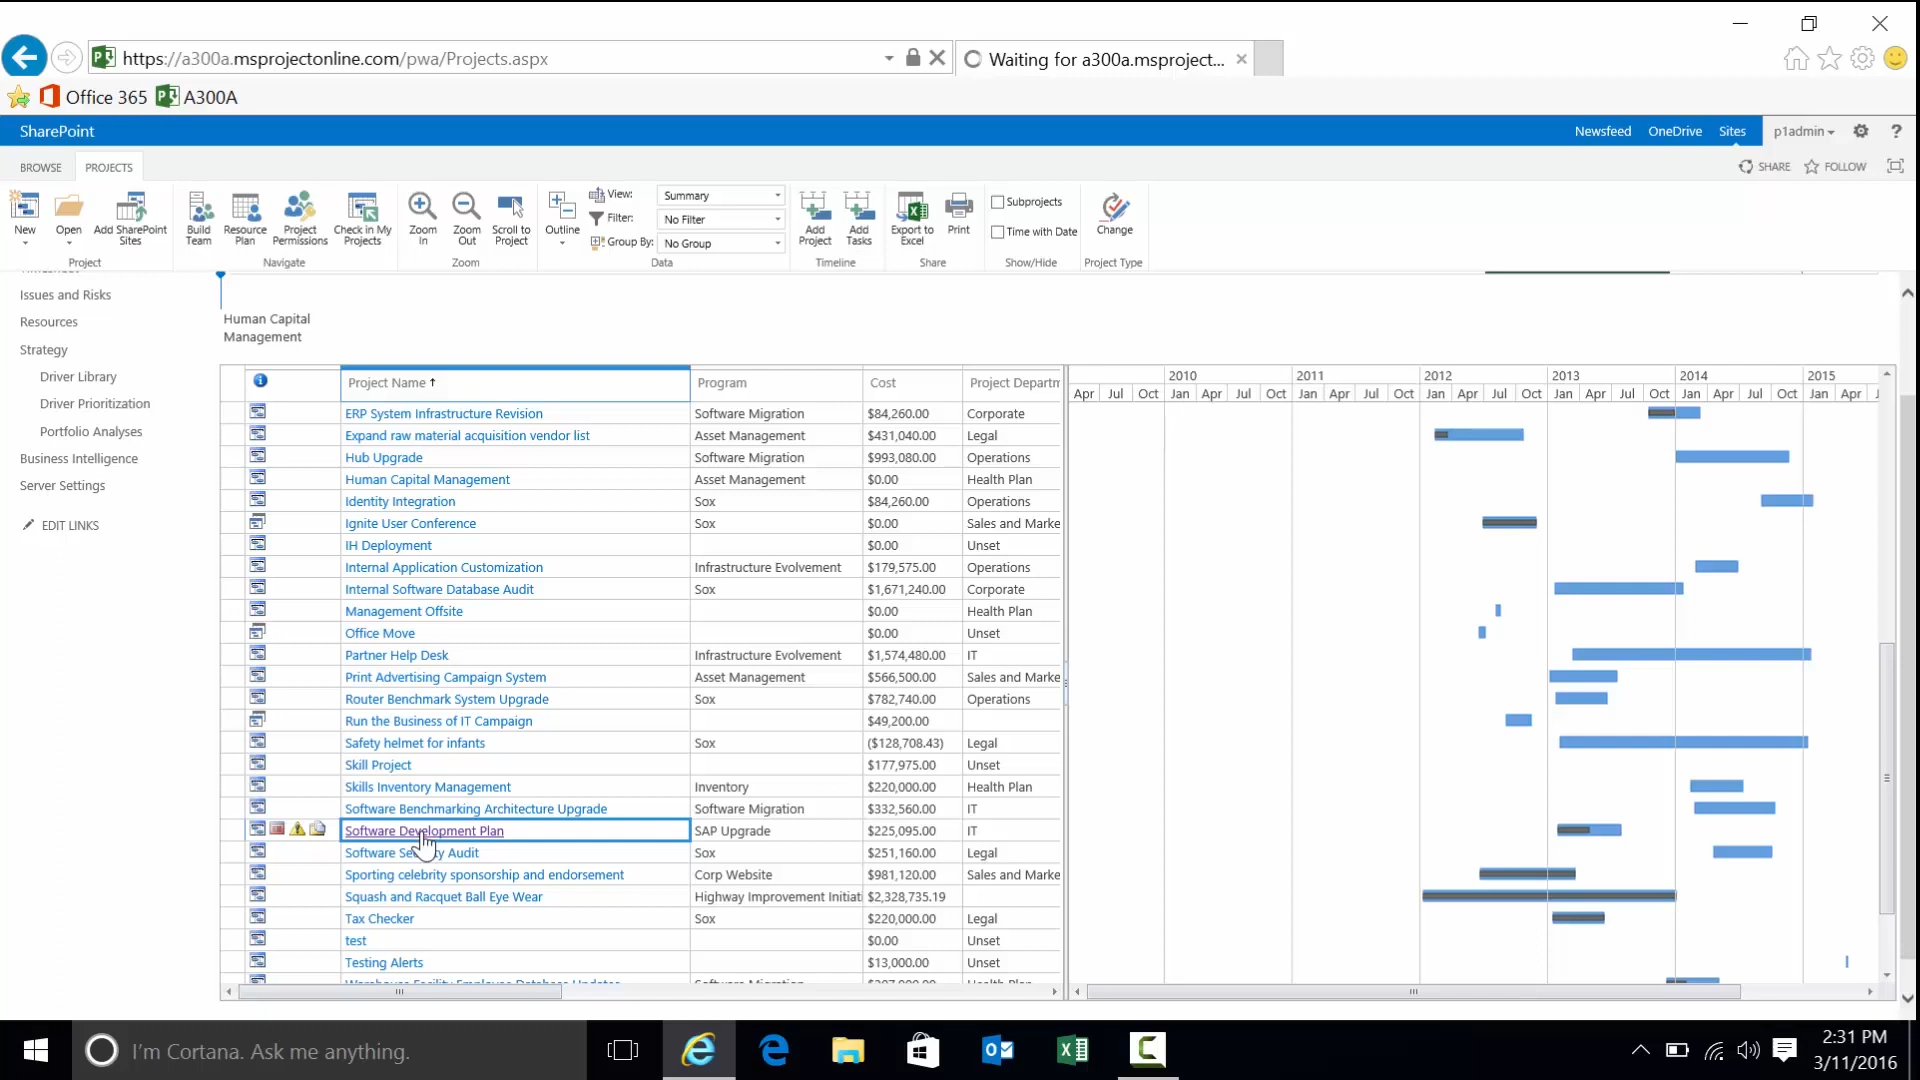 https://a300a.msprojectonline.com/pwa/Projects.aspx
Waiting for a300a.msproject...
Office 365
A300A
SharePoint
Newsfeed OneDrive Sites
p1admin
?
BROWSE PROJECTS
SHARE FOLLOW
New
Open
Add SharePoint Sites
Build Team
Resource Plan
Project Permissions
Check in My Projects
Zoom In
Zoom Out
Scroll to Project
Outline
View: Summary
Filter: No Filter
Group By: No Group
Add Project
Add Tasks
Export to Excel
Print
Subprojects
Time with Date
Change
Project
Navigate
Zoom
Data
Timeline
Share
Show/Hide
Project Type
Issues and Risks
Resources
Strategy
Driver Library
Driver Prioritization
Portfolio Analyses
Business Intelligence
Server Settings
EDIT LINKS
Human Capital
Management
Project Name Program Cost Project Departm
2010 2011 2012 2013 2014 2015
Apr Jul Oct Jan Apr Jul Oct Jan Apr Jul Oct Jan Apr Jul Oct Jan Apr Jul Oct Jan Apr Jul Oct Jan Apr
ERP System Infrastructure Revision Software Migration $84,260.00 Corporate
Expand raw material acquisition vendor list Asset Management $431,040.00 Legal
Hub Upgrade Software Migration $993,080.00 Operations
Human Capital Management Asset Management $0.00 Health Plan
Identity Integration Sox $84,260.00 Operations
Ignite User Conference Sox $0.00 Sales and Marke
IH Deployment $0.00 Unset
Internal Application Customization Infrastructure Evolvement $179,575.00 Operations
Internal Software Database Audit Sox $1,671,240.00 Corporate
Management Offsite $0.00 Health Plan
Office Move $0.00 Unset
Partner Help Desk Infrastructure Evolvement $1,574,480.00 IT
Print Advertising Campaign System Asset Management $566,500.00 Sales and Marke
Router Benchmark System Upgrade Sox $782,740.00 Operations
Run the Business of IT Campaign $49,200.00
Safety helmet for infants Sox ($128,708.43) Legal
Skill Project $177,975.00 Unset
Skills Inventory Management Inventory $220,000.00 Health Plan
Software Benchmarking Architecture Upgrade Software Migration $332,560.00 IT
Software Development Plan SAP Upgrade $225,095.00 IT
Software Security Audit Sox $251,160.00 Legal
Sporting celebrity sponsorship and endorsement Corp Website $981,120.00 Sales and Marke
Squash and Racquet Ball Eye Wear Highway Improvement Initiat $2,328,735.19
Tax Checker Sox $220,000.00 Legal
test $0.00 Unset
Testing Alerts $13,000.00 Unset
I'm Cortana. Ask me anything.
2:31 PM
3/11/2016